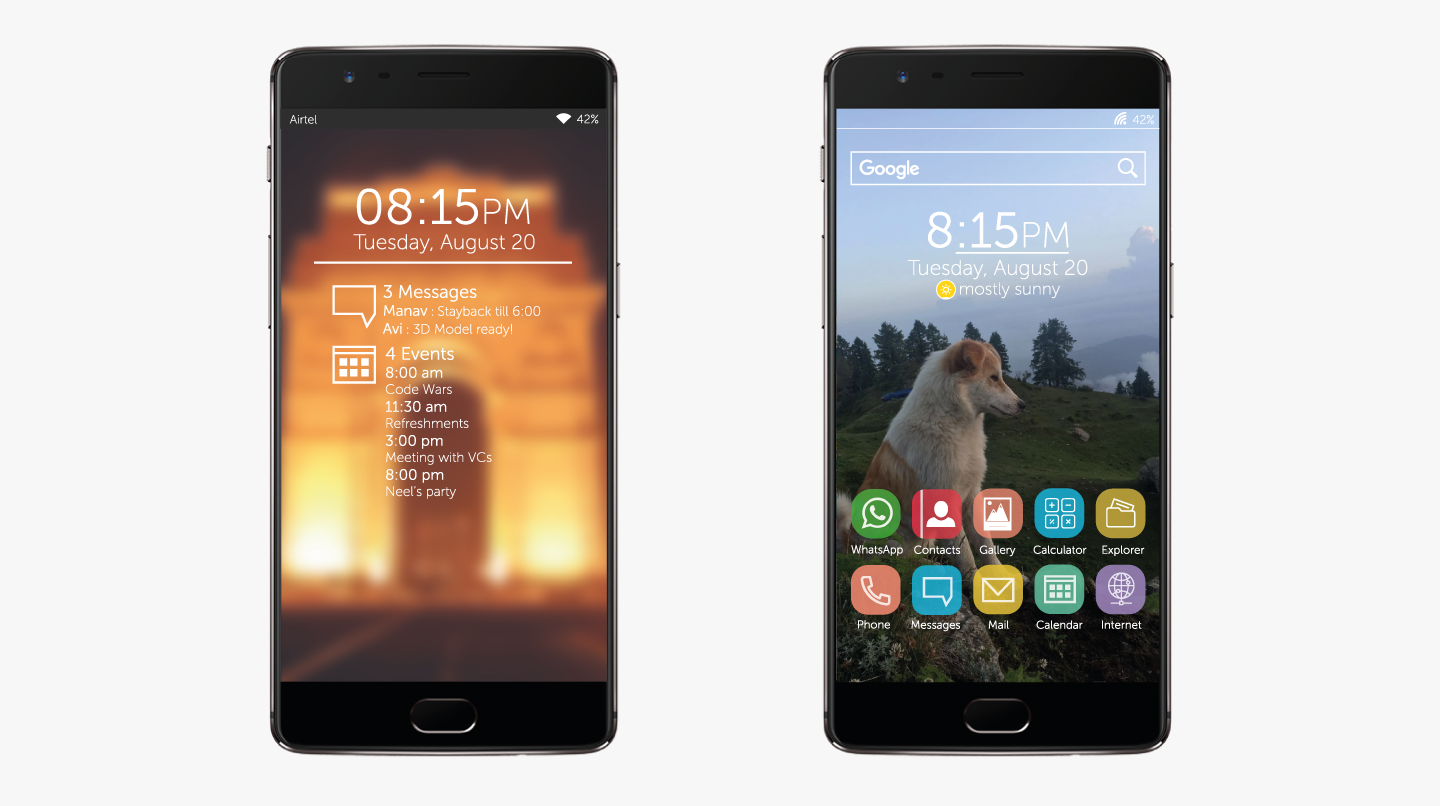 Airtel
42%
08:15PM
Tuesday, August 20
3 Messages
Manav : Stayback till 6:00
Avi : 3D Model ready!
4 Events
8:00 am
Code Wars
11:30 am
Refreshments
3:00 pm
Meeting with VCs
8:00 pm
Neel's party
42%
Google
8:15PM
Tuesday, August 20
mostly sunny
WhatsApp Contacts Gallery Calculator Explorer
Phone Messages Mail Calendar Internet